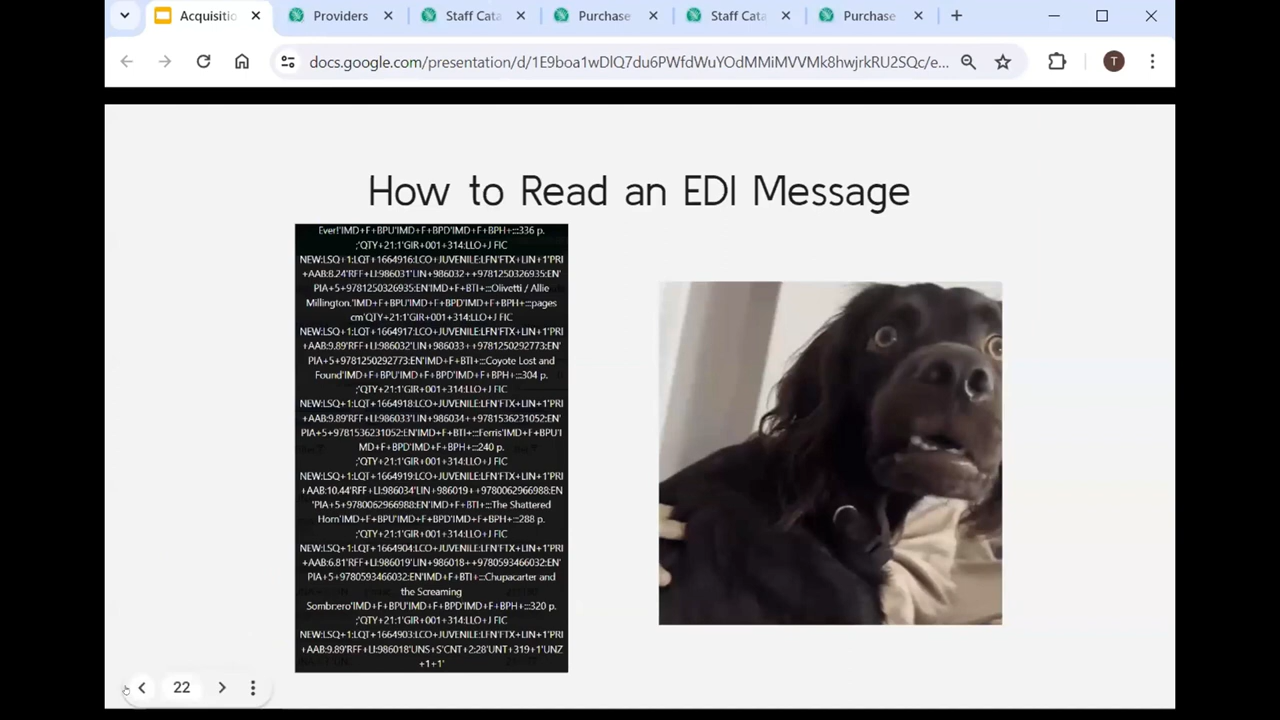 Acquisitio
Providers
Staff Cata
Purchase
Staff Cata
Purchase
docs.google.com/presentation/d/1E9boa1wDlQ7du6PWfdWuYOdMMiMVVMk8hwjrkRU2SQc/e...
T
How to Read an EDI Message
Ever!'IMD+F+BPU'IMD+F+BPD'IMD+F+BPH+:::336 p.
;'QTY+21:1'GIR+001+314:LLO+J FIC
NEW:LSQ+1:LQT+1664916:LCO+JUVENILE:LFN'FTX+LIN+1'PRI
+AAB:8.24'RFF+LI:986031'LIN+986032++9781250326935:EN'
PIA+5+9781250326935:EN'IMD+F+BTI+:::Olivetti / Allie
Millington.'IMD+F+BPU'IMD+F+BPD'IMD+F+BPH+:::pages
cm'QTY+21:1'GIR+001+314:LLO+J FIC
NEW:LSQ+1:LQT+1664917:LCO+JUVENILE:LFN'FTX+LIN+1'PRI
+AAB:9.89'RFF+LI:986032'LIN+986033++9781250292773:EN'
PIA+5+9781250292773:EN'IMD+F+BTI+:::Coyote Lost and
Found'IMD+F+BPU'IMD+F+BPD'IMD+F+BPH+:::304 p.
;'QTY+21:1'GIR+001+314:LLO+J FIC
NEW:LSQ+1:LQT+1664918:LCO+JUVENILE:LFN'FTX+LIN+1'PRI
+AAB:9.89'RFF+LI:986033'LIN+986034++9781536231052:EN'
PIA+5+9781536231052:EN'IMD+F+BTI+:::Ferris'IMD+F+BPU'I
MD+F+BPD'IMD+F+BPH+:::240 p.
;'QTY+21:1'GIR+001+314:LLO+J FIC
NEW:LSQ+1:LQT+1664919:LCO+JUVENILE:LFN'FTX+LIN+1'PRI
+AAB:10.44'RFF+LI:986034'LIN+986019++9780062966988:EN
'PIA+5+9780062966988:EN'IMD+F+BTI+:::The Shattered
Horn'IMD+F+BPU'IMD+F+BPD'IMD+F+BPH+:::288 p.
;'QTY+21:1'GIR+001+314:LLO+J FIC
NEW:LSQ+1:LQT+1664904:LCO+JUVENILE:LFN'FTX+LIN+1'PRI
+AAB:6.81'RFF+LI:986019'LIN+986018++9780593466032:EN'
PIA+5+9780593466032:EN'IMD+F+BTI+:::Chupacarter and
the Screaming
Sombr:ero'IMD+F+BPU'IMD+F+BPD'IMD+F+BPH+:::320 p.
;'QTY+21:1'GIR+001+314:LLO+J FIC
NEW:LSQ+1:LQT+1664903:LCO+JUVENILE:LFN'FTX+LIN+1'PRI
+AAB:9.89'RFF+LI:986018'UNS+S'CNT+2:28'UNT+319+1'UNZ
+1+1'
22